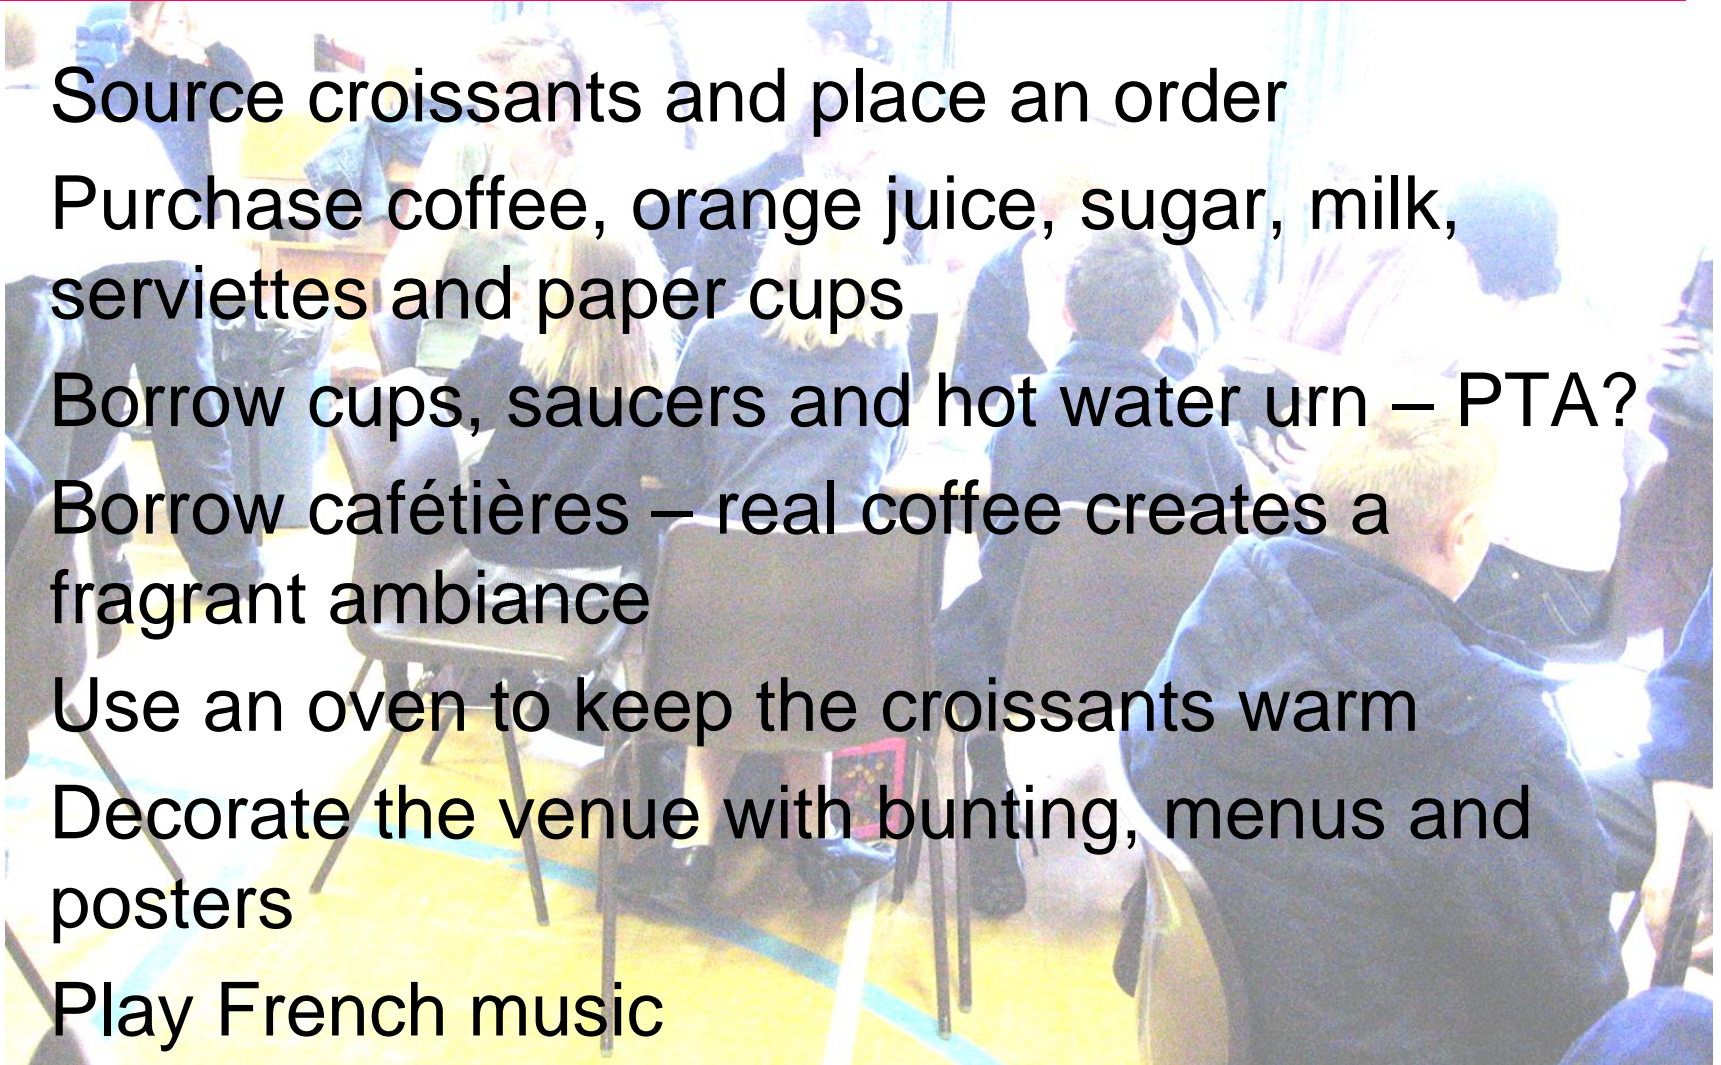 Source croissants and place an order
Purchase coffee, orange juice, sugar, milk,
serviettes and paper cups
Borrow cups, saucers and hot water urn – PTA?
Borrow cafétières – real coffee creates a
fragrant ambiance
Use an oven to keep the croissants warm
Decorate the venue with bunting, menus and
posters
Play French music